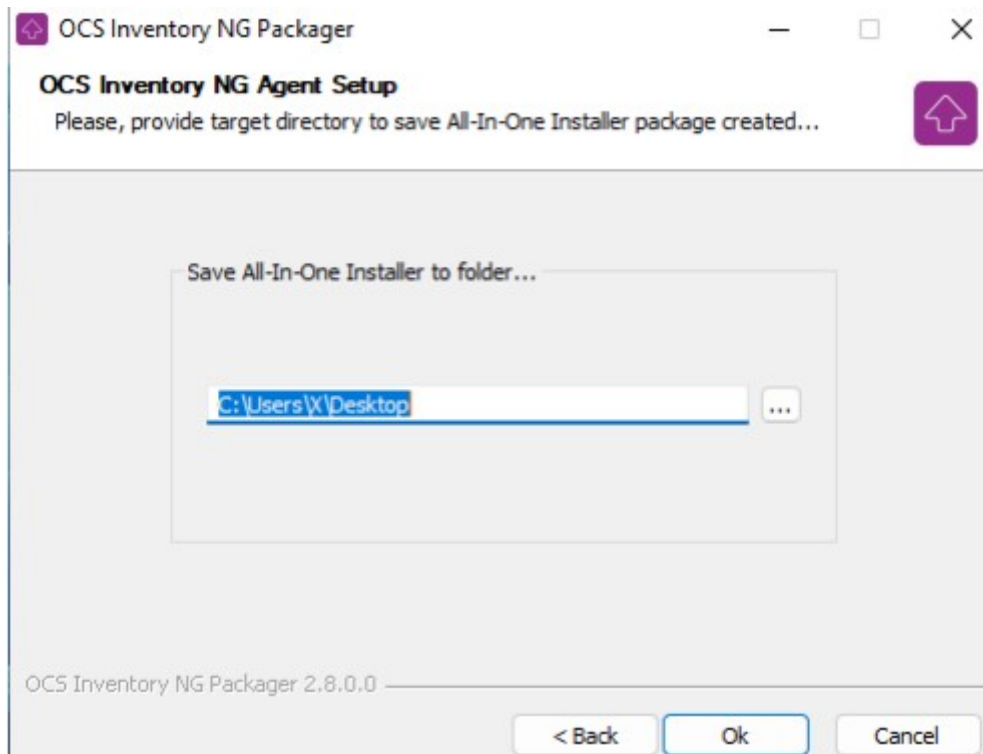 OCS Inventory NG Packager
OCS Inventory NG Agent Setup
Please, provide target directory to save All-In-One Installer package created...
Save All-In-One Installer to folder...
C:\Users\X\Desktop
...
OCS Inventory NG Packager 2.8.0.0
< Back Ok Cancel